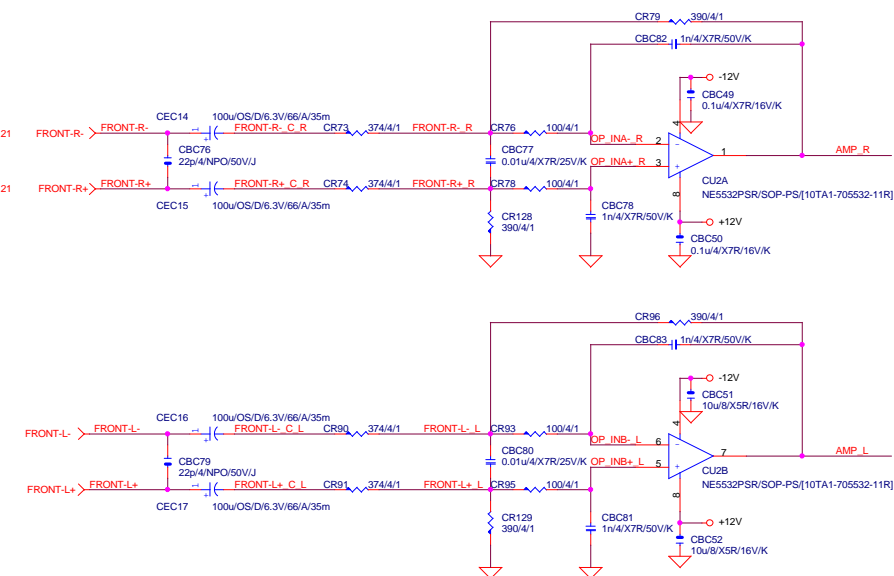 CR79 390/4/1
CBC82 1n/4/X7R/50V/K
-12V
CBC49
0.1u/4/X7R/16V/K
4
CEC14 100u/OS/D/6.3V/66/A/35m
21 FRONT-R- FRONT-R- 1 + FRONT-R-_C_R CR73 374/4/1 FRONT-R-_R CR76 100/4/1
OP_INA-_R 2 -
CBC76
22p/4/NPO/50V/J
CBC77
0.01u/4/X7R/25V/K
OP_INA+_R 3 + 1 AMP_R
21 FRONT-R+ FRONT-R+ 1 + FRONT-R+_C_R CR74 374/4/1 FRONT-R+_R CR78 100/4/1
CEC15 100u/OS/D/6.3V/66/A/35m
CU2A
NE5532PSR/SOP-PS/[10TA1-705532-11R]
8
CBC78
1n/4/X7R/50V/K
CR128
390/4/1
+12V
CBC50
0.1u/4/X7R/16V/K
CR96 390/4/1
CBC83 1n/4/X7R/50V/K
-12V
CBC51
10u/8/X5R/16V/K
4
CEC16 100u/OS/D/6.3V/66/A/35m
FRONT-L- FRONT-L- 1 + FRONT-L-_C_L CR90 374/4/1 FRONT-L-_L CR93 100/4/1
OP_INB-_L 6 -
CBC79
22p/4/NPO/50V/J
CBC80
0.01u/4/X7R/25V/K
OP_INB+_L 5 + 7 AMP_L
FRONT-L+ FRONT-L+ 1 + FRONT-L+_C_L CR91 374/4/1 FRONT-L+_L CR95 100/4/1
CEC17 100u/OS/D/6.3V/66/A/35m
CU2B
NE5532PSR/SOP-PS/[10TA1-705532-11R]
8
CBC81
1n/4/X7R/50V/K
CR129
390/4/1
+12V
CBC52
10u/8/X5R/16V/K